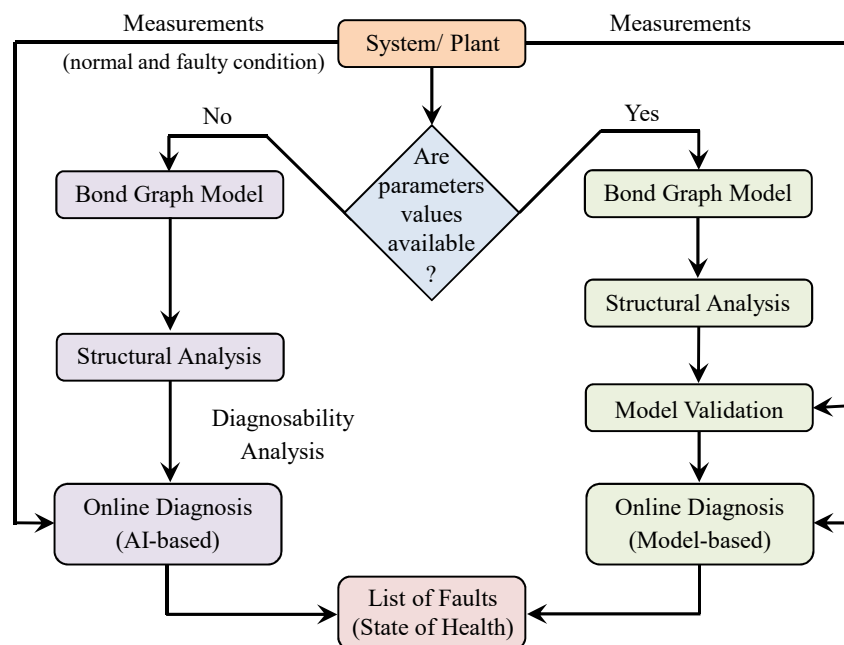 Measurements
(normal and faulty condition)
System/ Plant
Measurements
No
Yes
Are
parameters
values
available
?
Bond Graph Model
Bond Graph Model
Structural Analysis
Structural Analysis
Diagnosability
Analysis
Model Validation
Online Diagnosis
(AI-based)
Online Diagnosis
(Model-based)
List of Faults
(State of Health)